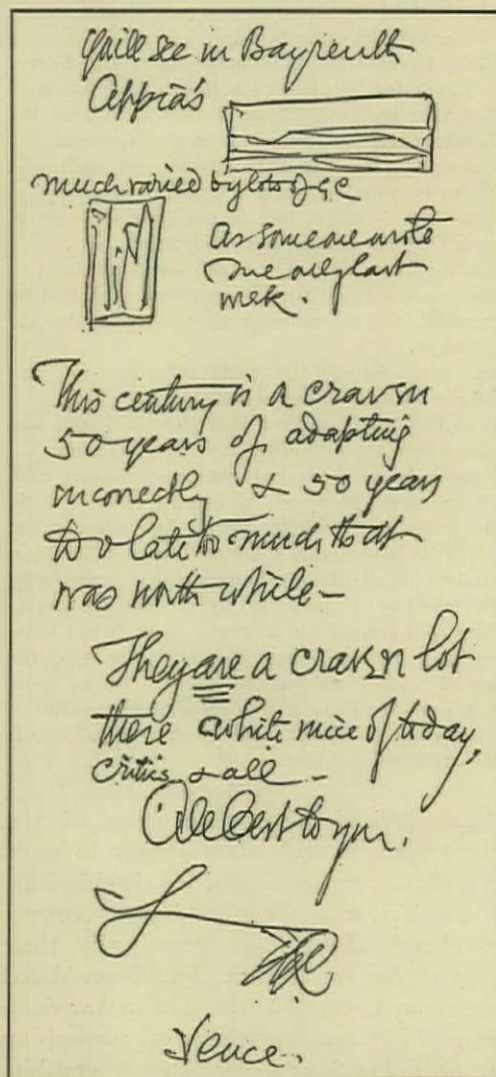 You'll see in Bayreuth
Appia's
much varied by lots of
As someone wrote
me only last
week.
This century is a craven
50 years of adapting
incorrectly & 50 years
too late too much that
was worth while –
They are a craven lot
these white mice of today,
critics & all –
All best to you.
Vence.